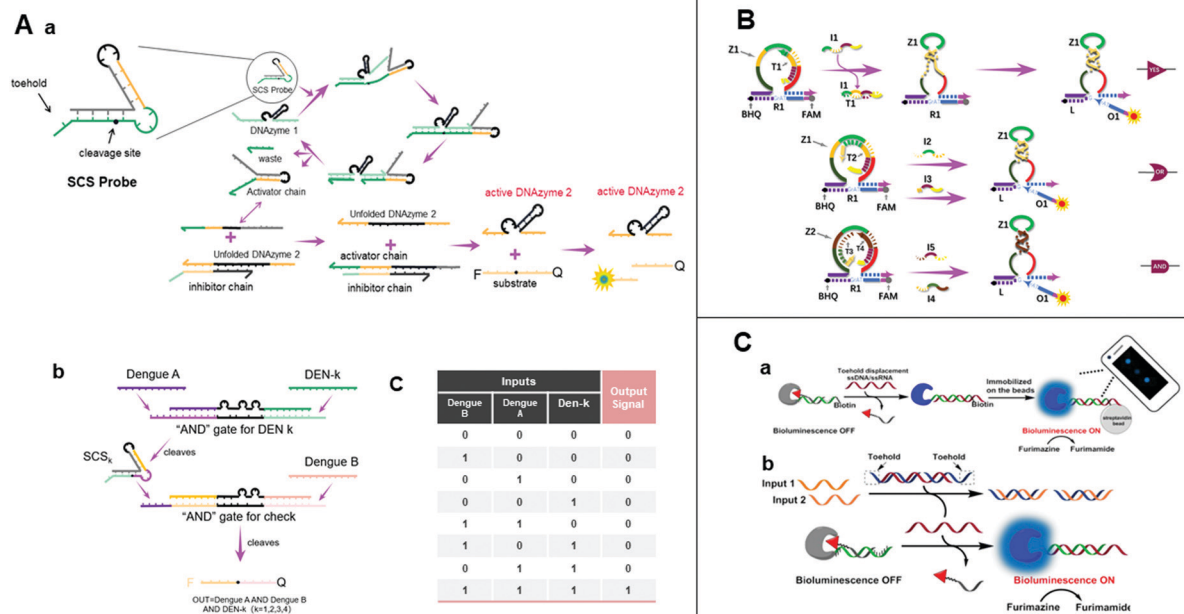 A a
toehold
cleavage site
SCS Probe
SCS Probe
DNAzyme 1
waste
Activator chain
Unfolded DNAzyme 2
inhibitor chain
Unfolded DNAzyme 2
activator chain
inhibitor chain
active DNAzyme 2
F Q
substrate
active DNAzyme 2
Q
b
Dengue A
DEN-k
"AND" gate for DEN k
SCSk
cleaves
Dengue B
"AND" gate for check
cleaves
F Q
OUT=Dengue A AND Dengue B
AND DEN-k (k=1,2,3,4)
C
Inputs Output Signal
Dengue B Dengue A Den-k
0 0 0 0
1 0 0 0
0 1 0 0
0 0 1 0
1 1 0 0
1 0 1 0
0 1 1 0
1 1 1 1
B
Z1 T1 I1 I1 T1 Z1 Z1 YES
BHQ R1 FAM R1 L O1
Z1 T2 I2 I3 Z1 OR
BHQ R1 FAM L O1
Z2 T3 T4 I5 I4 Z1 AND
BHQ R1 FAM L O1
C
a
Toehold displacement
ssDNA/ssRNA
Biotin
Bioluminescence OFF
Biotin
Immobilized
on the beads
streptavidin
bead
Bioluminescence ON
Furimazine Furimamide
b
Toehold Toehold
Input 1
Input 2
Bioluminescence OFF
Bioluminescence ON
Furimazine Furimamide